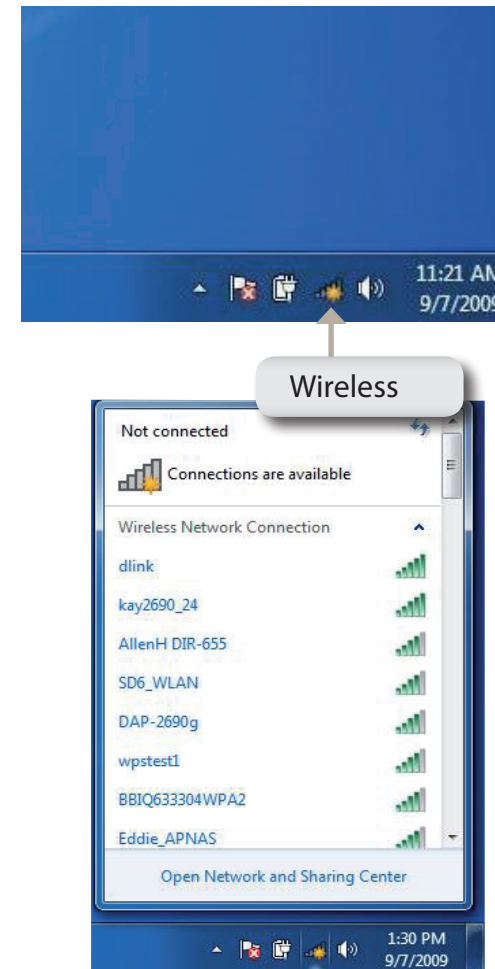 11:21 AM
9/7/2009
Wireless
Not connected
Connections are available
Wireless Network Connection
dlink
kay2690_24
AllenH DIR-655
SD6_WLAN
DAP-2690g
wpstest1
BBIQ633304WPA2
Eddie_APNAS
Open Network and Sharing Center
1:30 PM
9/7/2009